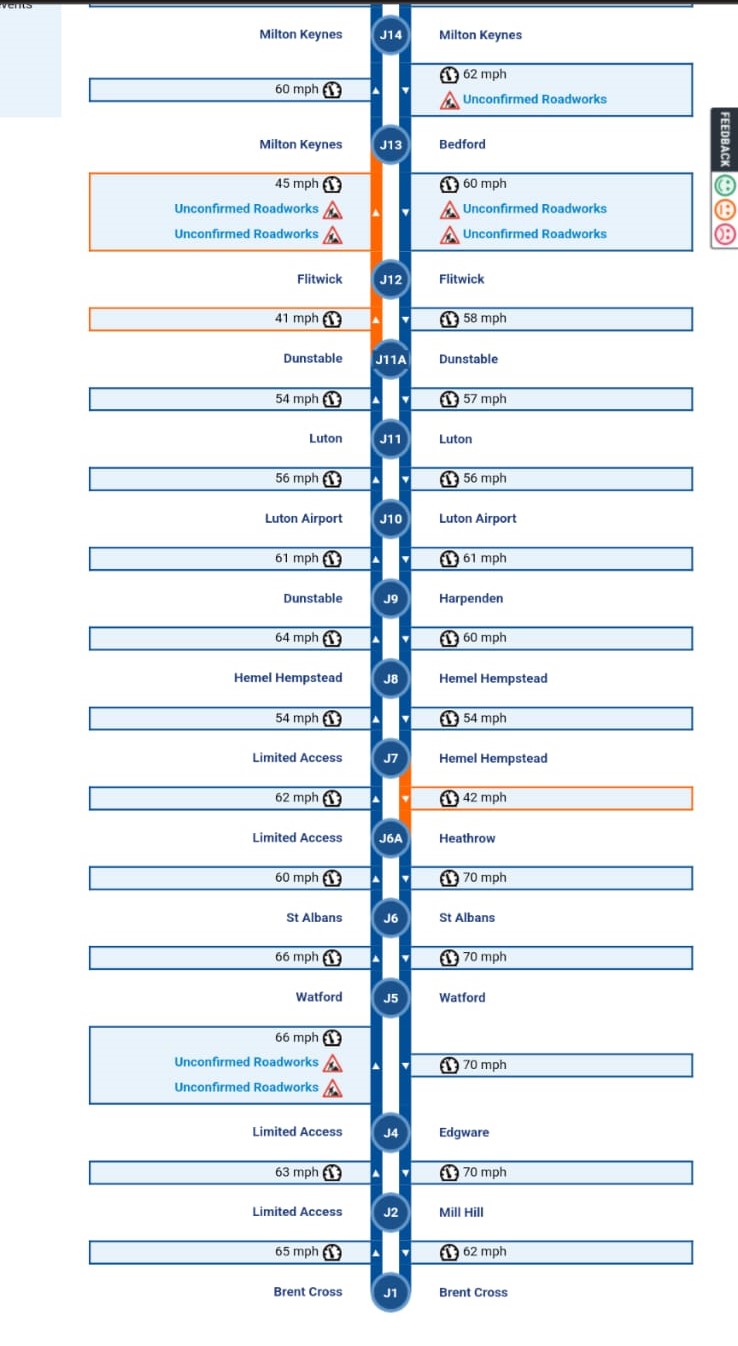 vents
Milton Keynes J14 Milton Keynes
60 mph
62 mph
Unconfirmed Roadworks
Milton Keynes J13 Bedford
45 mph
Unconfirmed Roadworks
Unconfirmed Roadworks
60 mph
Unconfirmed Roadworks
Unconfirmed Roadworks
FEEDBACK
Flitwick J12 Flitwick
41 mph 58 mph
Dunstable J11A Dunstable
54 mph 57 mph
Luton J11 Luton
56 mph 56 mph
Luton Airport J10 Luton Airport
61 mph 61 mph
Dunstable J9 Harpenden
64 mph 60 mph
Hemel Hempstead J8 Hemel Hempstead
54 mph 54 mph
Limited Access J7 Hemel Hempstead
62 mph 42 mph
Limited Access J6A Heathrow
60 mph 70 mph
St Albans J6 St Albans
66 mph 70 mph
Watford J5 Watford
66 mph
Unconfirmed Roadworks
Unconfirmed Roadworks
70 mph
Limited Access J4 Edgware
63 mph 70 mph
Limited Access J2 Mill Hill
65 mph 62 mph
Brent Cross J1 Brent Cross